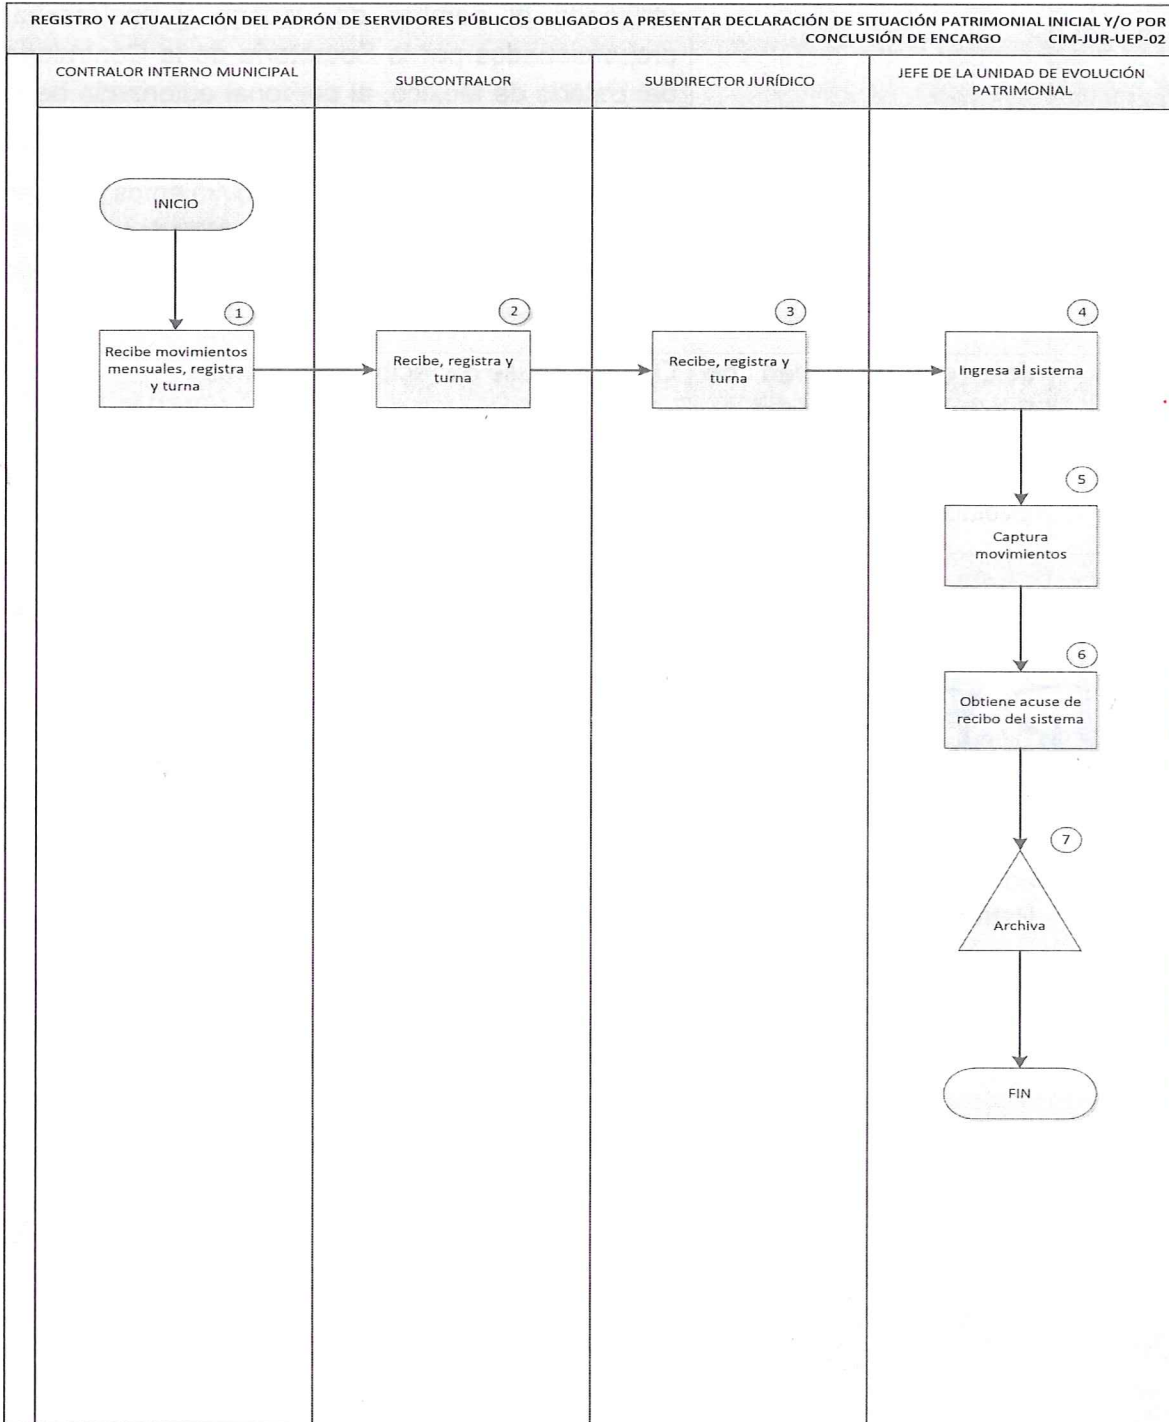 REGISTRO Y ACTUALIZACIÓN DEL PADRÓN DE SERVIDORES PÚBLICOS OBLIGADOS A PRESENTAR DECLARACIÓN DE SITUACIÓN PATRIMONIAL INICIAL Y/O POR
CONCLUSIÓN DE ENCARGO CIM-JUR-UEP-02
CONTRALOR INTERNO MUNICIPAL
SUBCONTRALOR
SUBDIRECTOR JURÍDICO
JEFE DE LA UNIDAD DE EVOLUCIÓN
PATRIMONIAL
INICIO
1
Recibe movimientos
mensuales, registra
y turna
2
Recibe, registra y
turna
3
Recibe, registra y
turna
4
Ingresa al sistema
5
Captura
movimientos
6
Obtiene acuse de
recibo del sistema
7
Archiva
FIN